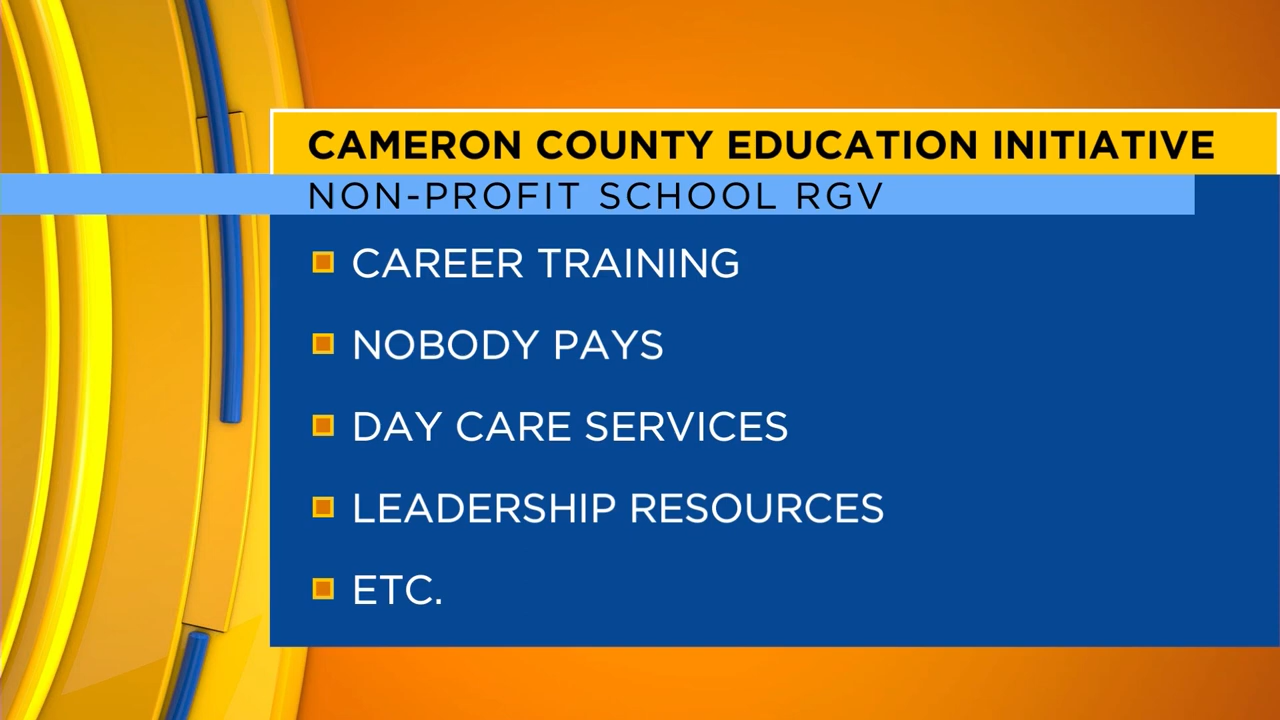 CAMERON COUNTY EDUCATION INITIATIVE
NON-PROFIT SCHOOL RGV
CAREER TRAINING
NOBODY PAYS
DAY CARE SERVICES
LEADERSHIP RESOURCES
ETC.